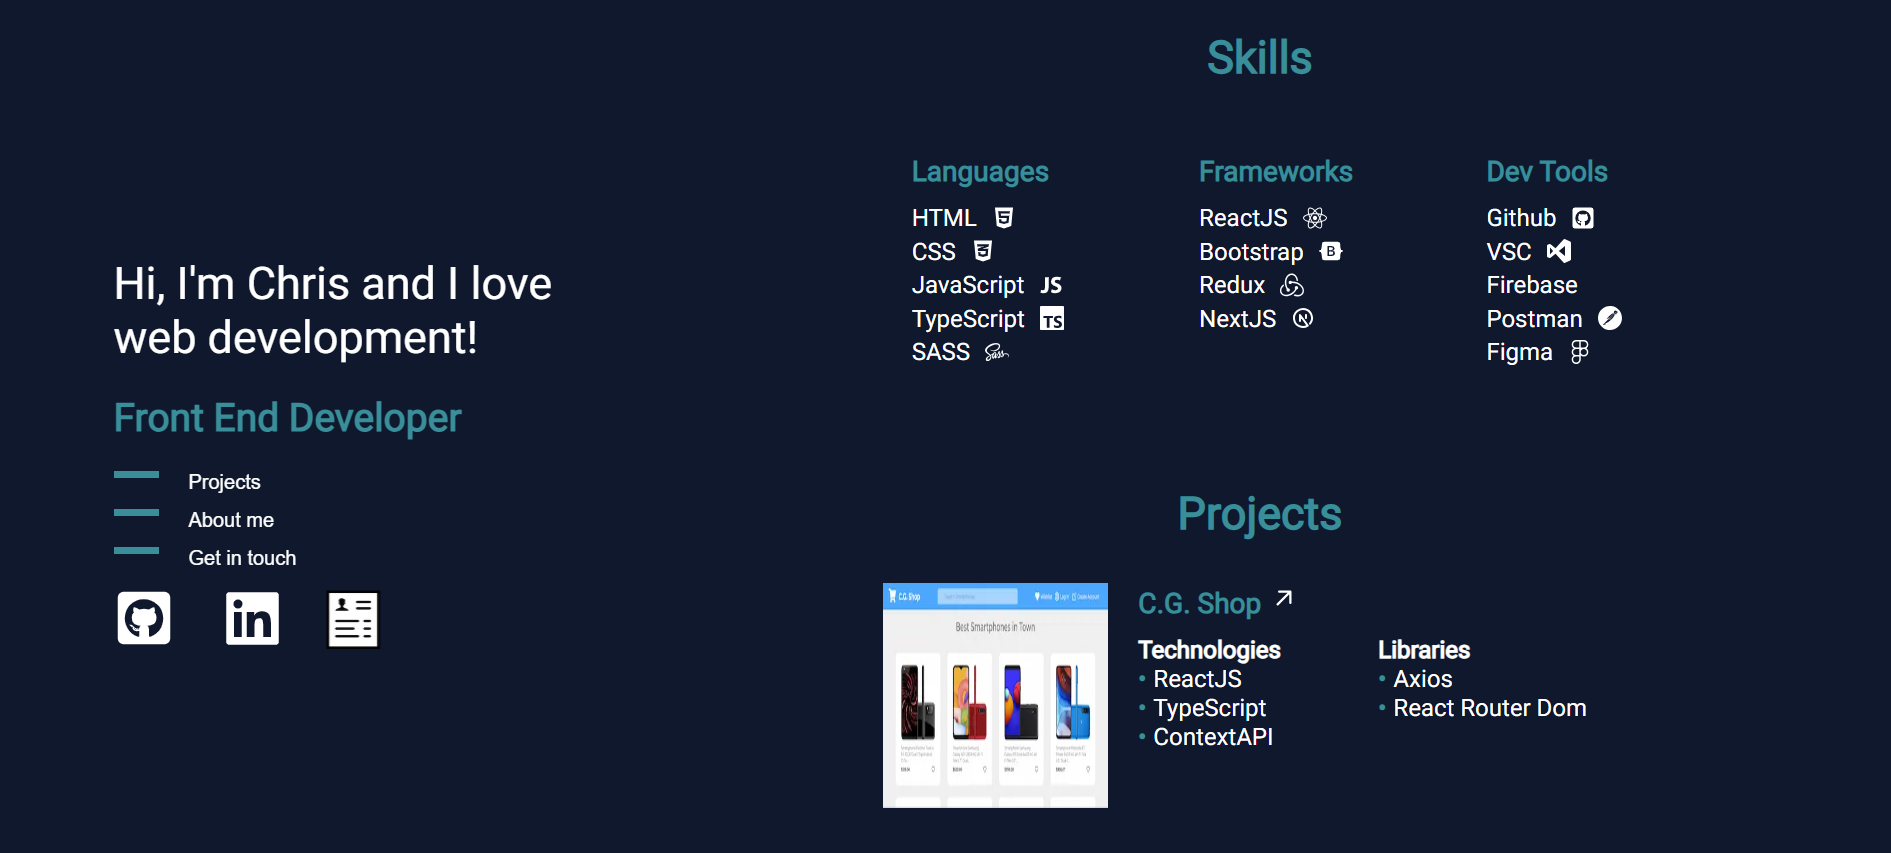 Hi, I'm Chris and I love
web development!
Front End Developer
Projects
About me
Get in touch
in
Skills
Languages
HTML
CSS
JavaScript JS
TypeScript TS
SASS Sass
Frameworks
ReactJS
Bootstrap B
Redux
NextJS N
Dev Tools
Github
VSC
Firebase
Postman
Figma
Projects
C.G. Shop
Best Smartphones in Town
C.G. Shop
Technologies
• ReactJS
• TypeScript
• ContextAPI
Libraries
• Axios
• React Router Dom